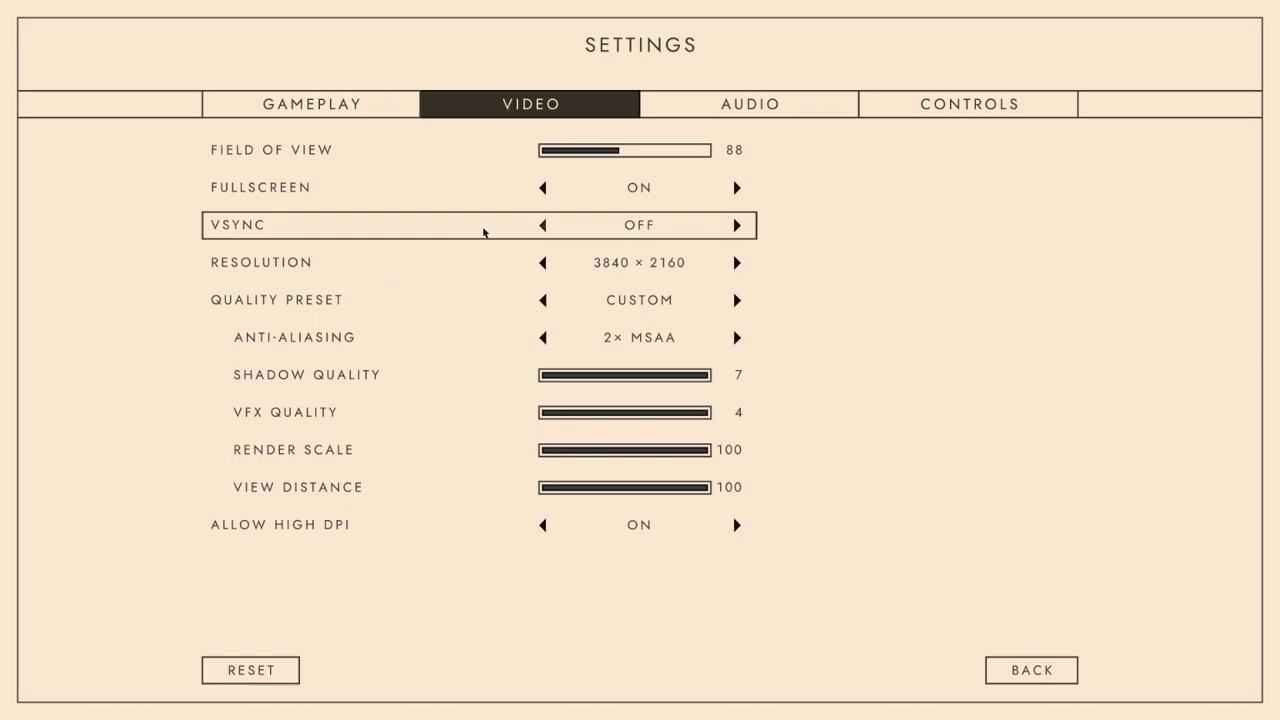 SETTINGS
GAMEPLAY VIDEO AUDIO CONTROLS
FIELD OF VIEW 88
FULLSCREEN ON
VSYNC OFF
RESOLUTION 3840 × 2160
QUALITY PRESET CUSTOM
ANTI-ALIASING 2× MSAA
SHADOW QUALITY 7
VFX QUALITY 4
RENDER SCALE 100
VIEW DISTANCE 100
ALLOW HIGH DPI ON
RESET BACK